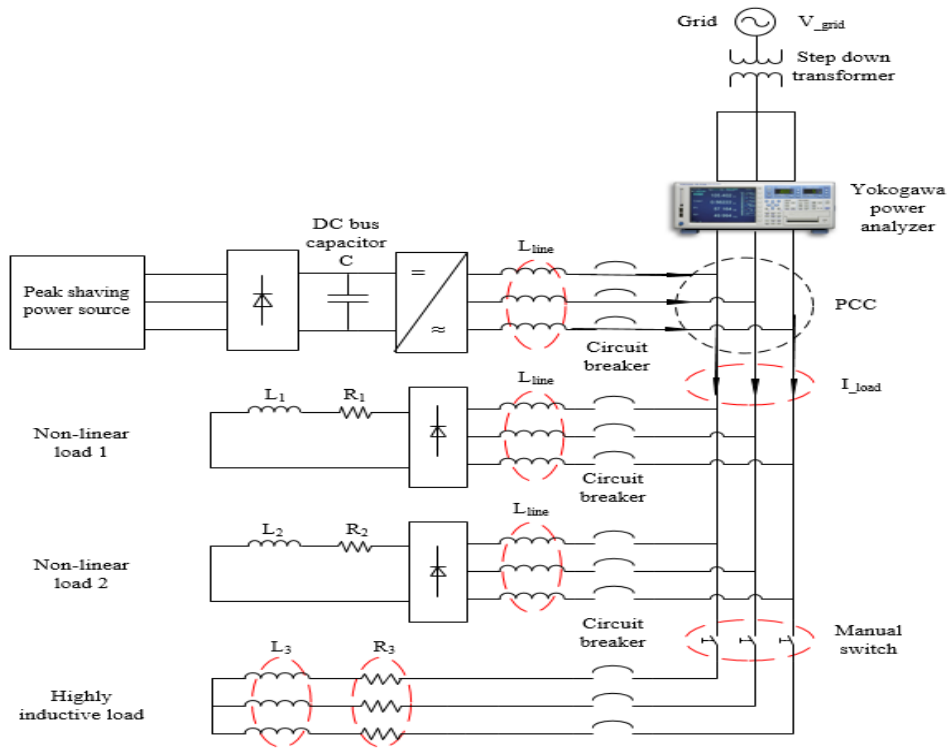 Grid V_grid
Step down
transformer
Yokogawa
power
analyzer
DC bus
capacitor
C
L_line
= 
≈
Peak shaving
power source
PCC
Circuit
breaker
I_load
L_line
L1 R1
Non-linear
load 1
Circuit
breaker
L_line
L2 R2
Non-linear
load 2
Circuit
breaker
Manual
switch
L3 R3
Highly
inductive load